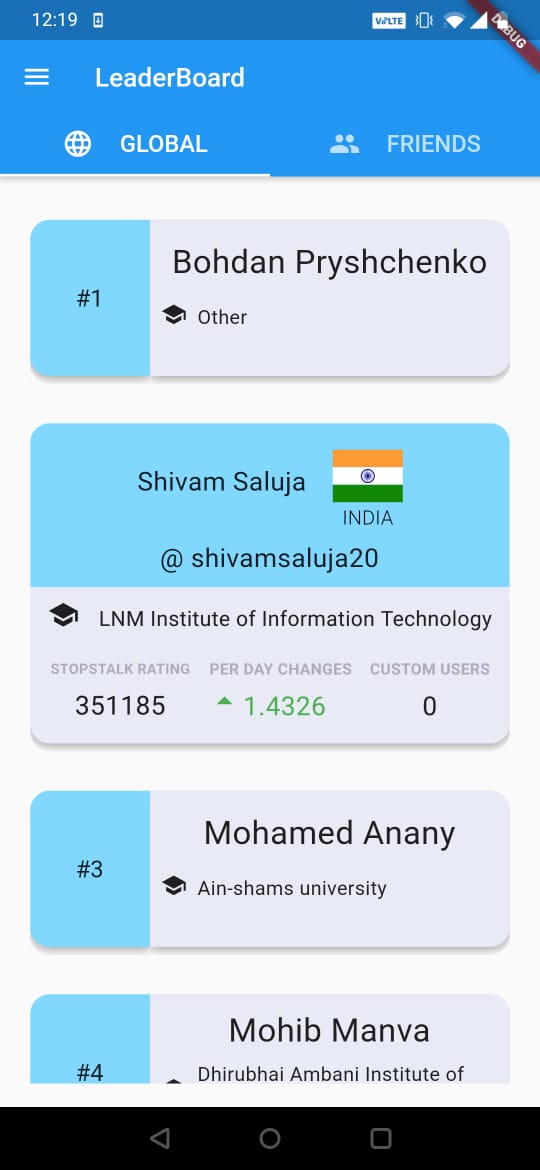 12:19
VoLTE
DEBUG
LeaderBoard
GLOBAL FRIENDS
#1
Bohdan Pryshchenko
Other
Shivam Saluja
INDIA
@ shivamsaluja20
LNM Institute of Information Technology
STOPSTALK RATING PER DAY CHANGES CUSTOM USERS
351185 1.4326 0
#3
Mohamed Anany
Ain-shams university
#4
Mohib Manva
Dhirubhai Ambani Institute of